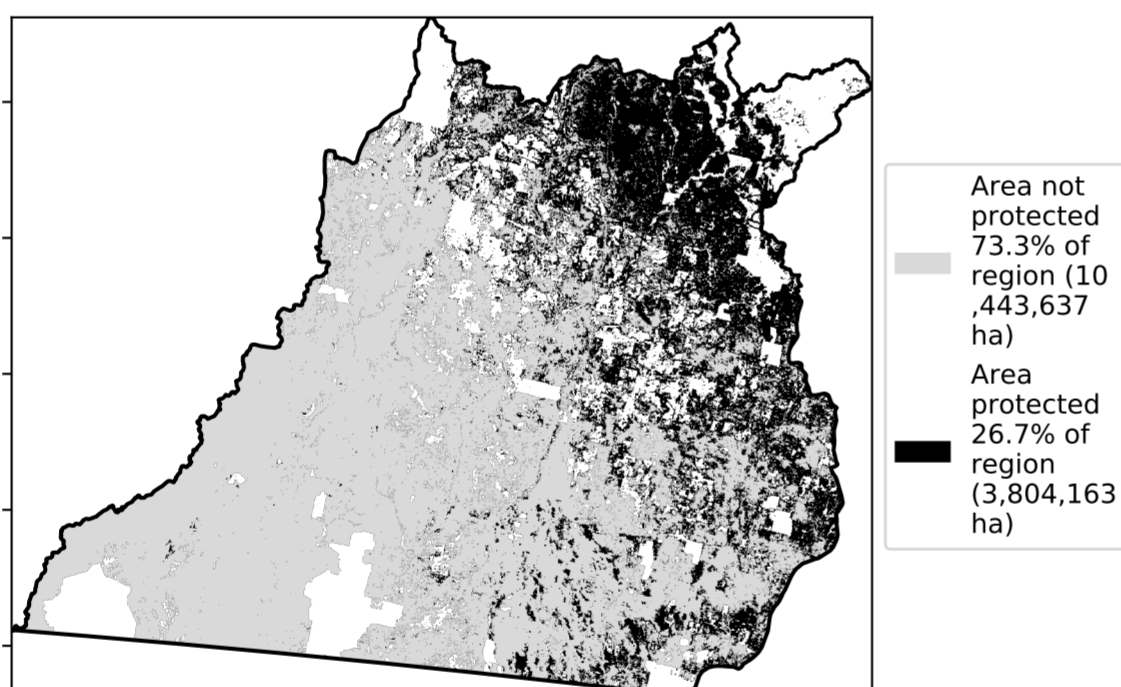 Area not
protected
73.3% of
region (10
,443,637
ha)
Area
protected
26.7% of
region
(3,804,163
ha)